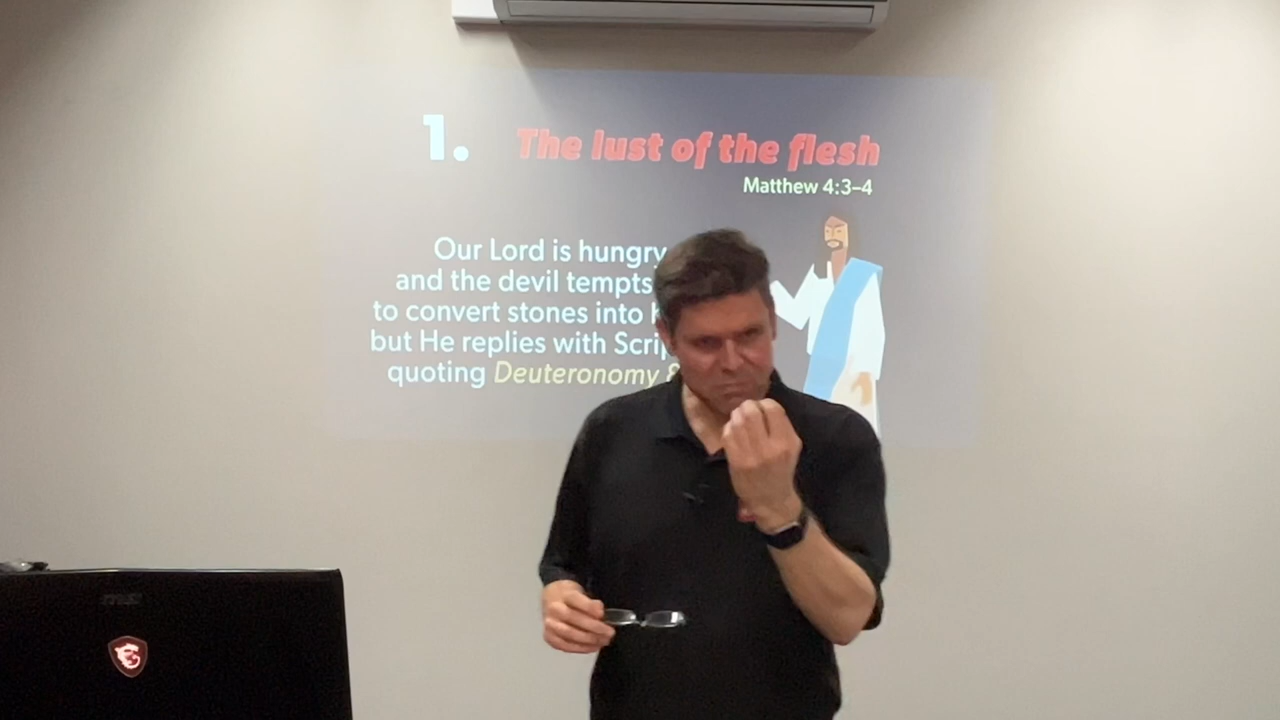 1. The lust of the flesh
Matthew 4:3–4
Our Lord is hungry
and the devil tempts
to convert stones into
but He replies with
quoting Deuteronomy
msi